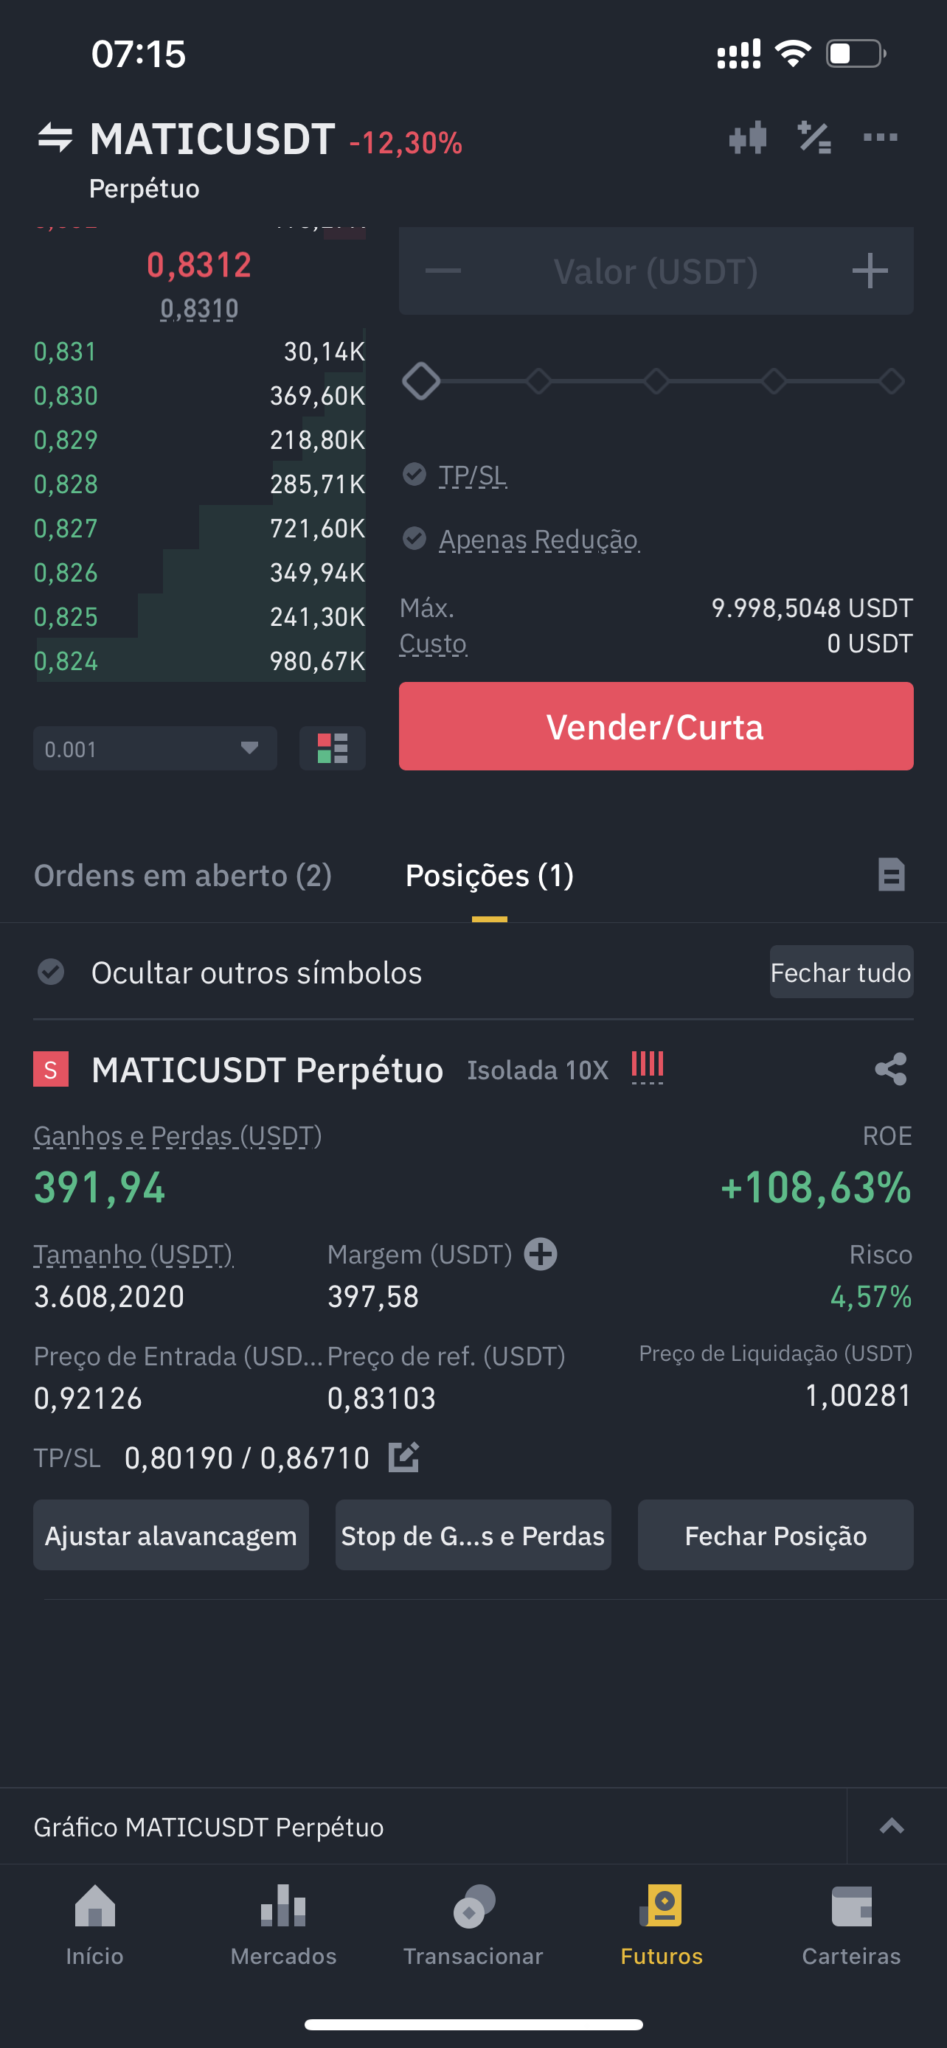 07:15
MATICUSDT -12,30%
Perpétuo
0,8312
0,8310
Valor (USDT)
0,831 30,14K
0,830 369,60K
0,829 218,80K
0,828 285,71K
0,827 721,60K
0,826 349,94K
0,825 241,30K
0,824 980,67K
0.001
TP/SL
Apenas Redução
Máx. 9.998,5048 USDT
Custo 0 USDT
Vender/Curta
Ordens em aberto (2) Posições (1)
Ocultar outros símbolos Fechar tudo
S MATICUSDT Perpétuo Isolada 10X
Ganhos e Perdas (USDT) ROE
391,94 +108,63%
Tamanho (USDT) Margem (USDT) Risco
3.608,2020 397,58 4,57%
Preço de Entrada (USD... Preço de ref. (USDT) Preço de Liquidação (USDT)
0,92126 0,83103 1,00281
TP/SL 0,80190 / 0,86710
Ajustar alavancagem Stop de G...s e Perdas Fechar Posição
Gráfico MATICUSDT Perpétuo
Início Mercados Transacionar Futuros Carteiras